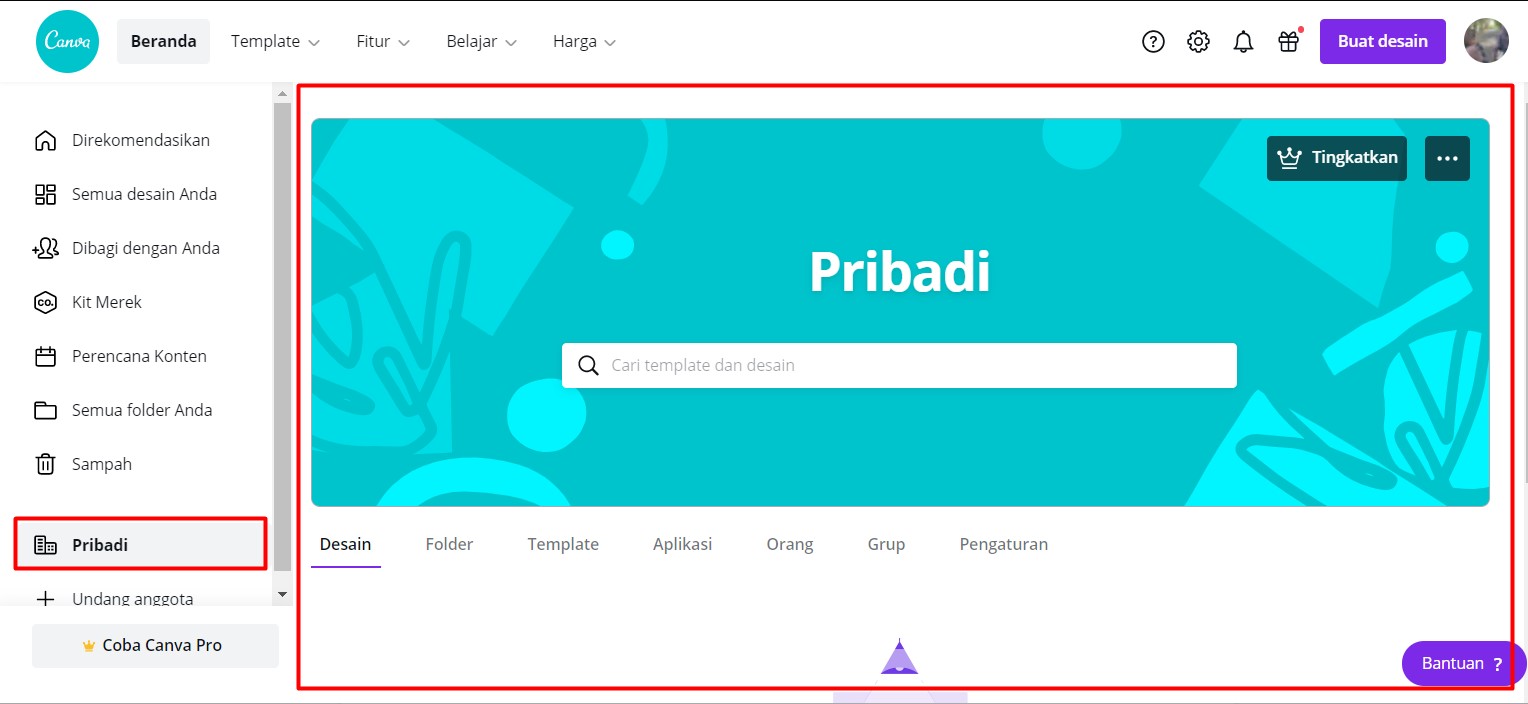 Canva
Beranda
Template
Fitur
Belajar
Harga
Buat desain
Direkomendasikan
Semua desain Anda
Dibagi dengan Anda
CO.
Kit Merek
Perencana Konten
Semua folder Anda
Sampah
Pribadi
Undang anggota
Coba Canva Pro
Tingkatkan
Pribadi
Cari template dan desain
Desain
Folder
Template
Aplikasi
Orang
Grup
Pengaturan
Bantuan ?